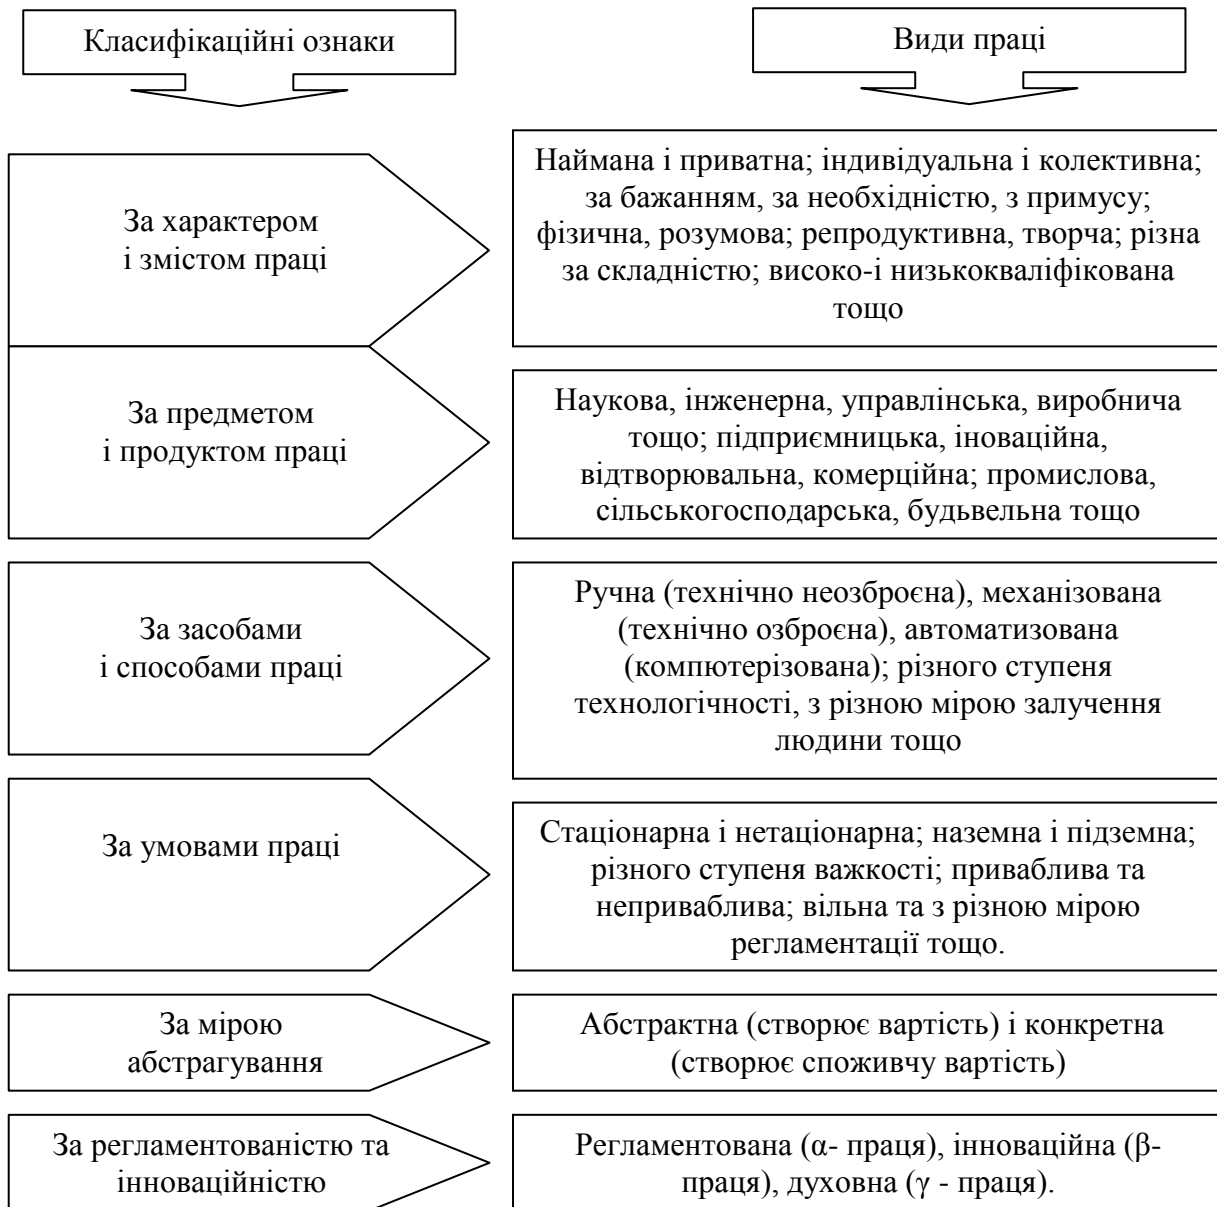 Класифікаційні ознаки
Види праці
За характером
і змістом праці
Наймана і приватна; індивідуальна і колективна;
за бажанням, за необхідністю, з примусу;
фізична, розумова; репродуктивна, творча; різна
за складністю; високо-і низькокваліфікована
тощо
За предметом
і продуктом праці
Наукова, інженерна, управлінська, виробнича
тощо; підприємницька, іноваційна,
відтворювальна, комерційна; промислова,
сільськогосподарська, будьвельна тощо
За засобами
і способами праці
Ручна (технічно неозброєна), механізована
(технічно озброєна), автоматизована
(компютерізована); різного ступеня
технологічності, з різною мірою залучення
людини тощо
За умовами праці
Стаціонарна і нетаціонарна; наземна і підземна;
різного ступеня важкості; приваблива та
неприваблива; вільна та з різною мірою
регламентації тощо.
За мірою
абстрагування
Абстрактна (створює вартість) і конкретна
(створює споживчу вартість)
За регламентованістю та
інноваційністю
Регламентована (α- праця), інноваційна (β-
праця), духовна (γ - праця).